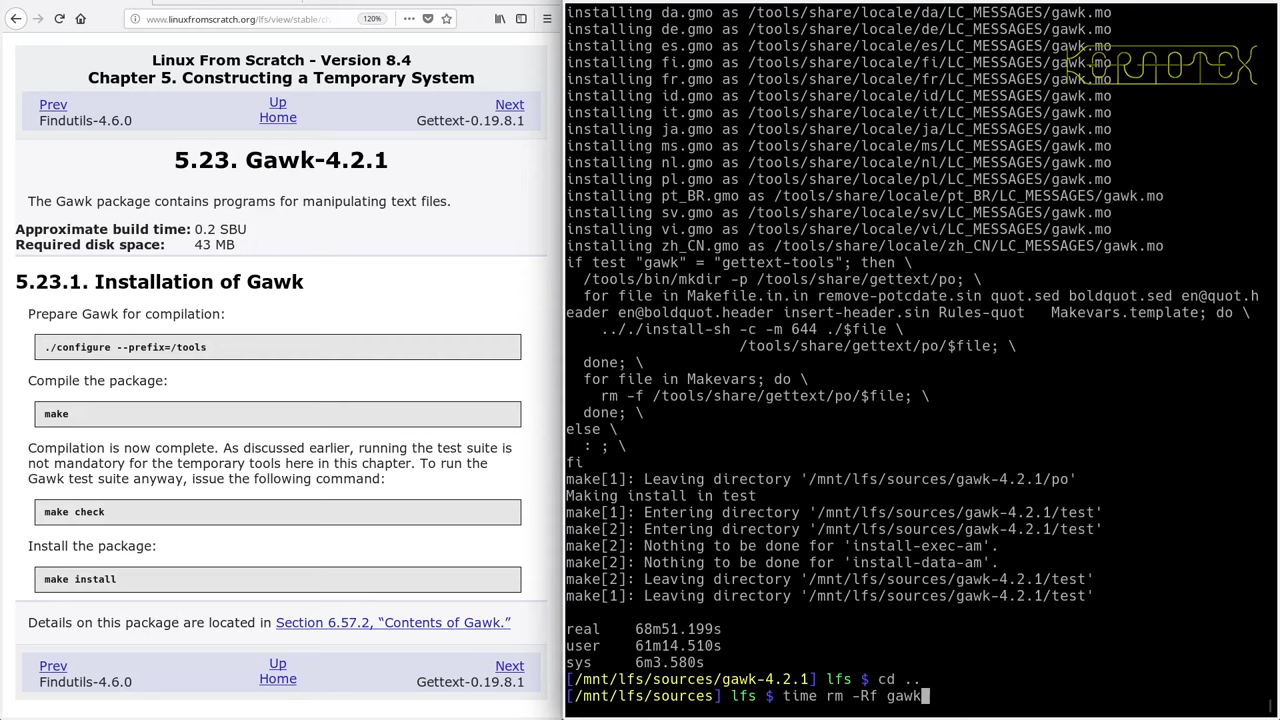 www.linuxfromscratch.org/lfs/view/stable/ch
120%
Linux From Scratch - Version 8.4
Chapter 5. Constructing a Temporary System
Prev
Up
Next
Findutils-4.6.0
Home
Gettext-0.19.8.1
5.23. Gawk-4.2.1
The Gawk package contains programs for manipulating text files.
Approximate build time: 0.2 SBU
Required disk space: 43 MB
5.23.1. Installation of Gawk
Prepare Gawk for compilation:
./configure --prefix=/tools
Compile the package:
make
Compilation is now complete. As discussed earlier, running the test suite is
not mandatory for the temporary tools here in this chapter. To run the
Gawk test suite anyway, issue the following command:
make check
Install the package:
make install
Details on this package are located in Section 6.57.2, “Contents of Gawk.”
Prev
Up
Next
Findutils-4.6.0
Home
Gettext-0.19.8.1
installing da.gmo as /tools/share/locale/da/LC_MESSAGES/gawk.mo
installing de.gmo as /tools/share/locale/de/LC_MESSAGES/gawk.mo
installing es.gmo as /tools/share/locale/es/LC_MESSAGES/gawk.mo
installing fi.gmo as /tools/share/locale/fi/LC_MESSAGES/gawk.mo
installing fr.gmo as /tools/share/locale/fr/LC_MESSAGES/gawk.mo
installing id.gmo as /tools/share/locale/id/LC_MESSAGES/gawk.mo
installing it.gmo as /tools/share/locale/it/LC_MESSAGES/gawk.mo
installing ja.gmo as /tools/share/locale/ja/LC_MESSAGES/gawk.mo
installing ms.gmo as /tools/share/locale/ms/LC_MESSAGES/gawk.mo
installing nl.gmo as /tools/share/locale/nl/LC_MESSAGES/gawk.mo
installing pl.gmo as /tools/share/locale/pl/LC_MESSAGES/gawk.mo
installing pt_BR.gmo as /tools/share/locale/pt_BR/LC_MESSAGES/gawk.mo
installing sv.gmo as /tools/share/locale/sv/LC_MESSAGES/gawk.mo
installing vi.gmo as /tools/share/locale/vi/LC_MESSAGES/gawk.mo
installing zh_CN.gmo as /tools/share/locale/zh_CN/LC_MESSAGES/gawk.mo
if test "gawk" = "gettext-tools"; then \
/tools/bin/mkdir -p /tools/share/gettext/po; \
for file in Makefile.in.in remove-potcdate.sin quot.sed boldquot.sed en@quot.h
eader en@boldquot.header insert-header.sin Rules-quot Makevars.template; do \
.././install-sh -c -m 644 ./$file \
/tools/share/gettext/po/$file; \
done; \
for file in Makevars; do \
rm -f /tools/share/gettext/po/$file; \
done; \
else \
: ; \
fi
make[1]: Leaving directory '/mnt/lfs/sources/gawk-4.2.1/po'
Making install in test
make[1]: Entering directory '/mnt/lfs/sources/gawk-4.2.1/test'
make[2]: Entering directory '/mnt/lfs/sources/gawk-4.2.1/test'
make[2]: Nothing to be done for 'install-exec-am'.
make[2]: Nothing to be done for 'install-data-am'.
make[2]: Leaving directory '/mnt/lfs/sources/gawk-4.2.1/test'
make[1]: Leaving directory '/mnt/lfs/sources/gawk-4.2.1/test'
real 68m51.199s
user 61m14.510s
sys 6m3.580s
[/mnt/lfs/sources/gawk-4.2.1] lfs $ cd ..
[/mnt/lfs/sources] lfs $ time rm -Rf gawk